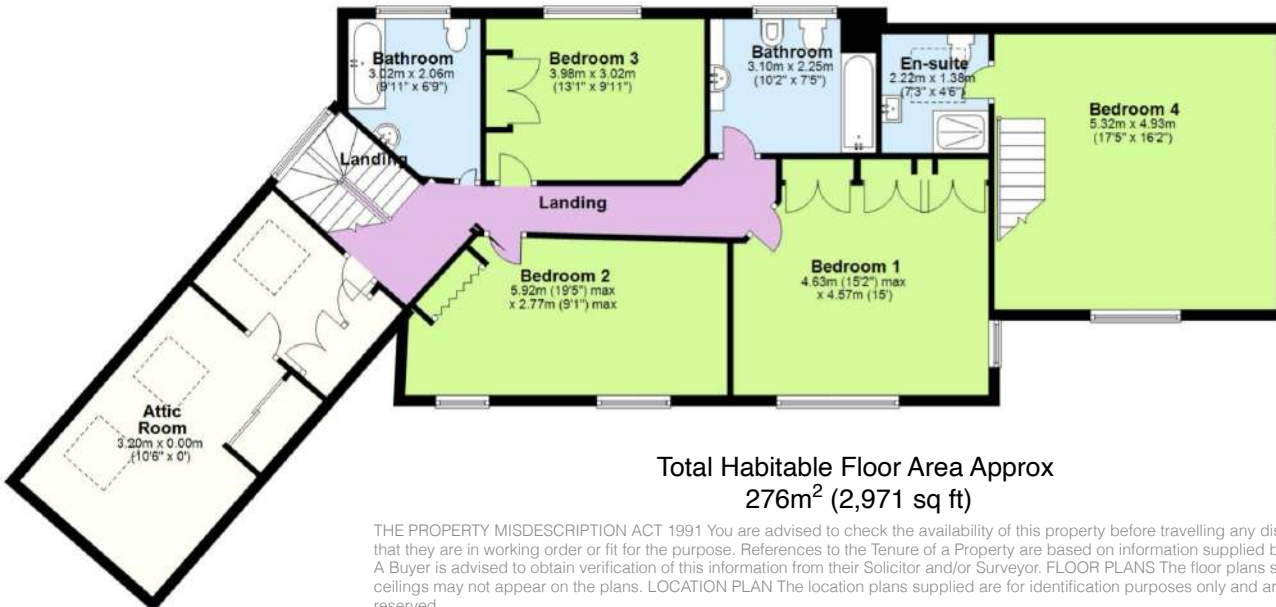 Bathroom
3.02m x 2.06m
(9'11" x 6'9")
Bedroom 3
3.98m x 3.02m
(13'1" x 9'11")
Bathroom
3.10m x 2.25m
(10'2" x 7'5")
En-suite
2.22m x 1.38m
(7'3" x 4'6")
Bedroom 4
5.32m x 4.93m
(17'5" x 16'2")
Landing
Landing
Bedroom 2
5.92m (19'5") max
x 2.77m (9'1") max
Bedroom 1
4.63m (15'2") max
x 4.57m (15')
Attic
Room
3.20m x 0.00m
(10'6" x 0')
Total Habitable Floor Area Approx
276m² (2,971 sq ft)
THE PROPERTY MISDESCRIPTION ACT 1991 You are advised to check the availability of this property before travelling any dis
that they are in working order or fit for the purpose. References to the Tenure of a Property are based on information supplied b
A Buyer is advised to obtain verification of this information from their Solicitor and/or Surveyor. FLOOR PLANS The floor plans s
ceilings may not appear on the plans. LOCATION PLAN The location plans supplied are for identification purposes only and ar
reserved